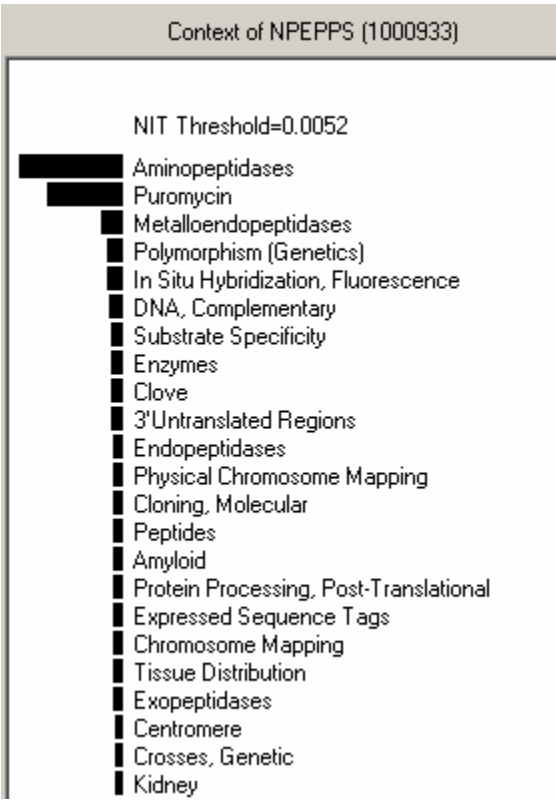 Context of NPEPPS (1000933)
NIT Threshold=0.0052
Aminopeptidases
Puromycin
Metalloendopeptidases
Polymorphism (Genetics)
In Situ Hybridization, Fluorescence
DNA, Complementary
Substrate Specificity
Enzymes
Clove
3'Untranslated Regions
Endopeptidases
Physical Chromosome Mapping
Cloning, Molecular
Peptides
Amyloid
Protein Processing, Post-Translational
Expressed Sequence Tags
Chromosome Mapping
Tissue Distribution
Exopeptidases
Centromere
Crosses, Genetic
Kidney